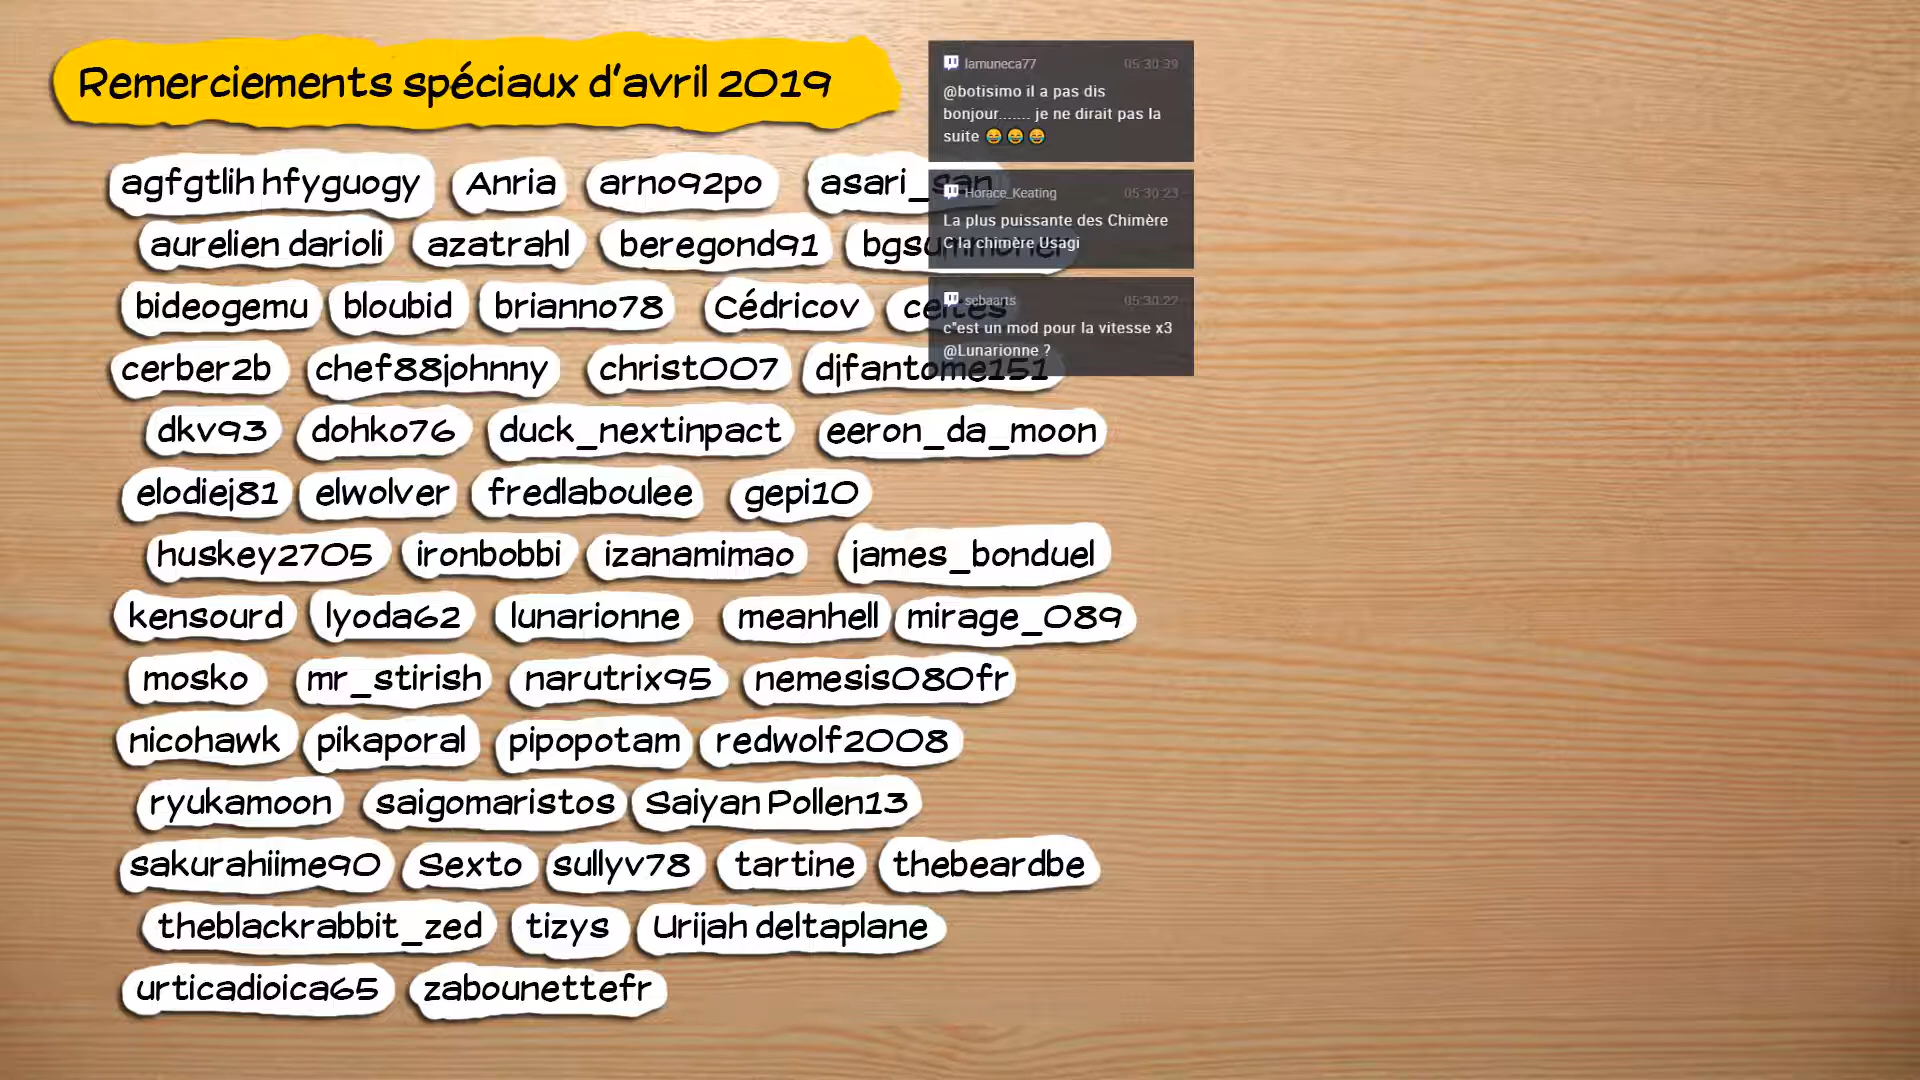 Remerciements spéciaux d'avril 2019
agfgtlih hfyguogy Anria arno92po asari_san
aurelien darioli azatrahl beregond91 bgsummoner
bideogemu bloubid brianno78 Cédricov celtes
cerber2b chef88johnny christ007 djfantome151
dkv93 dohko76 duck_nextinpact eeron_da_moon
elodiej81 elwolver fredlaboulee gepi10
huskey2705 ironbobbi izanamimao james_bonduel
kensourd lyoda62 lunarionne meanhell mirage_089
mosko mr_stirish narutrix95 nemesis080fr
nicohawk pikaporal pipopotam redwolf2008
ryukamoon saigomaristos Saiyan Pollen13
sakurahiime90 Sexto sullyv78 tartine thebeardbe
theblackrabbit_zed tizys Urijah deltaplane
urticadioica65 zabounettefr
lamuneca77 05:30:39
@botisimo il a pas dis
bonjour....... je ne dirait pas la
suite 😂 😂 😂
Horace_Keating 05:30:23
La plus puissante des Chimère
C la chimère Usagi
sebaarts 05:30:22
c"est un mod pour la vitesse x3
@Lunarionne ?